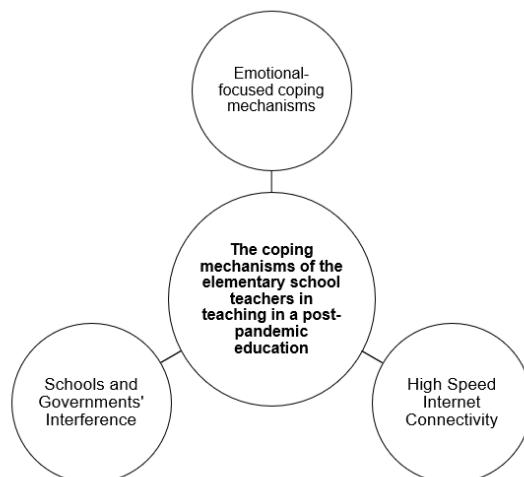 Emotional-
focused coping
mechanisms
The coping
mechanisms of the
elementary school
teachers in
teaching in a post-
pandemic
education
Schools and
Governments'
Interference
High Speed
Internet
Connectivity